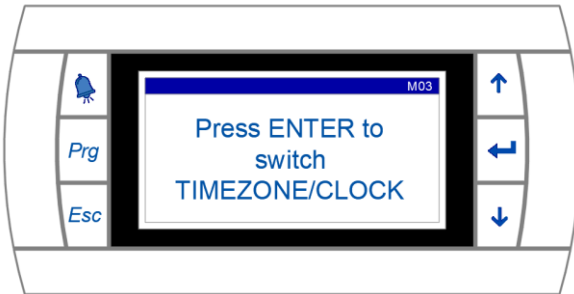 M03
Press ENTER to
switch
TIMEZONE/CLOCK
Prg
Esc